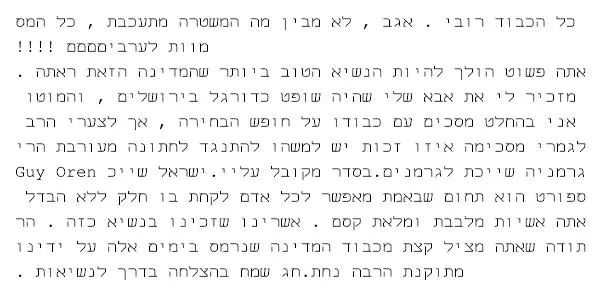 כל הכבוד רובי . אגב , לא מבין מה המשטרה מתעכבת , כל המס
מוות לערביםםםם !!!!
אתה פשוט הולך להיות הנשיא הטוב ביותר שהמדינה הזאת ראתה .
מזכיר לי את אבא שלי שהיה שופט כדורגל בירושלים , והמוטו
אני בהחלט מסכים עם כבודו על חופש הבחירה , אך לצערי הרב
לגמרי מסכימה איזו זכות יש למשהו להתנגד לחתונה מעורבת הרי
גרמניה שייכת לגרמנים.בסדר מקובל עליי.ישראל שייכ Guy Oren
ספורט הוא תחום שבאמת מאפשר לכל אדם לקחת בו חלק ללא הבדל
אתה אשיות מלבבת ומלאת קסם . אשרינו שזכינו בנשיא כזה . הר
תודה שאתה מציל קצת מכבוד המדינה שנרמס בימים אלה על ידינו
מתוקנת הרבה נחת.חג שמח בהצלחה בדרך לנשיאות .